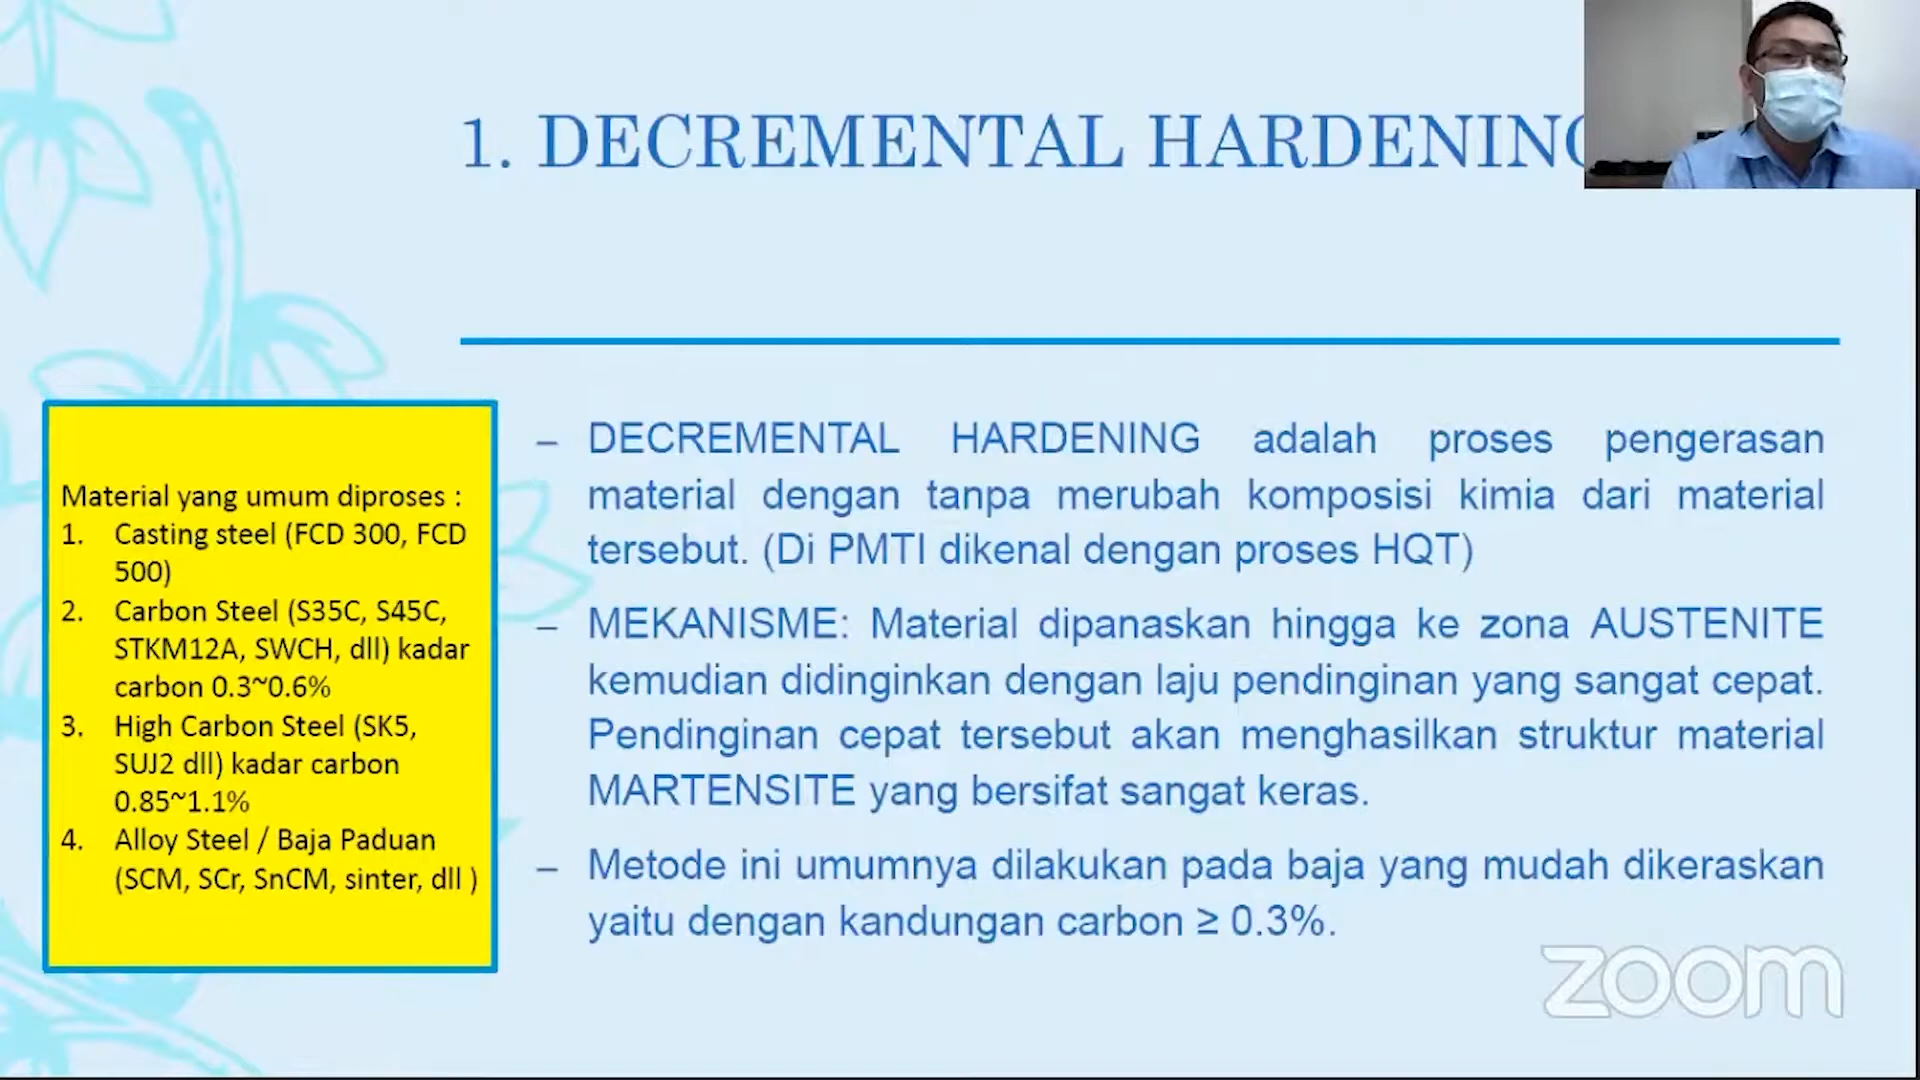 1. DECREMENTAL HARDENING
Material yang umum diproses :
1. Casting steel (FCD 300, FCD
500)
2. Carbon Steel (S35C, S45C,
STKM12A, SWCH, dll) kadar
carbon 0.3~0.6%
3. High Carbon Steel (SK5,
SUJ2 dll) kadar carbon
0.85~1.1%
4. Alloy Steel / Baja Paduan
(SCM, SCr, SnCM, sinter, dll )
– DECREMENTAL HARDENING adalah proses pengerasan
material dengan tanpa merubah komposisi kimia dari material
tersebut. (Di PMTI dikenal dengan proses HQT)
– MEKANISME: Material dipanaskan hingga ke zona AUSTENITE
kemudian didinginkan dengan laju pendinginan yang sangat cepat.
Pendinginan cepat tersebut akan menghasilkan struktur material
MARTENSITE yang bersifat sangat keras.
– Metode ini umumnya dilakukan pada baja yang mudah dikeraskan
yaitu dengan kandungan carbon ≥ 0.3%.
zoom